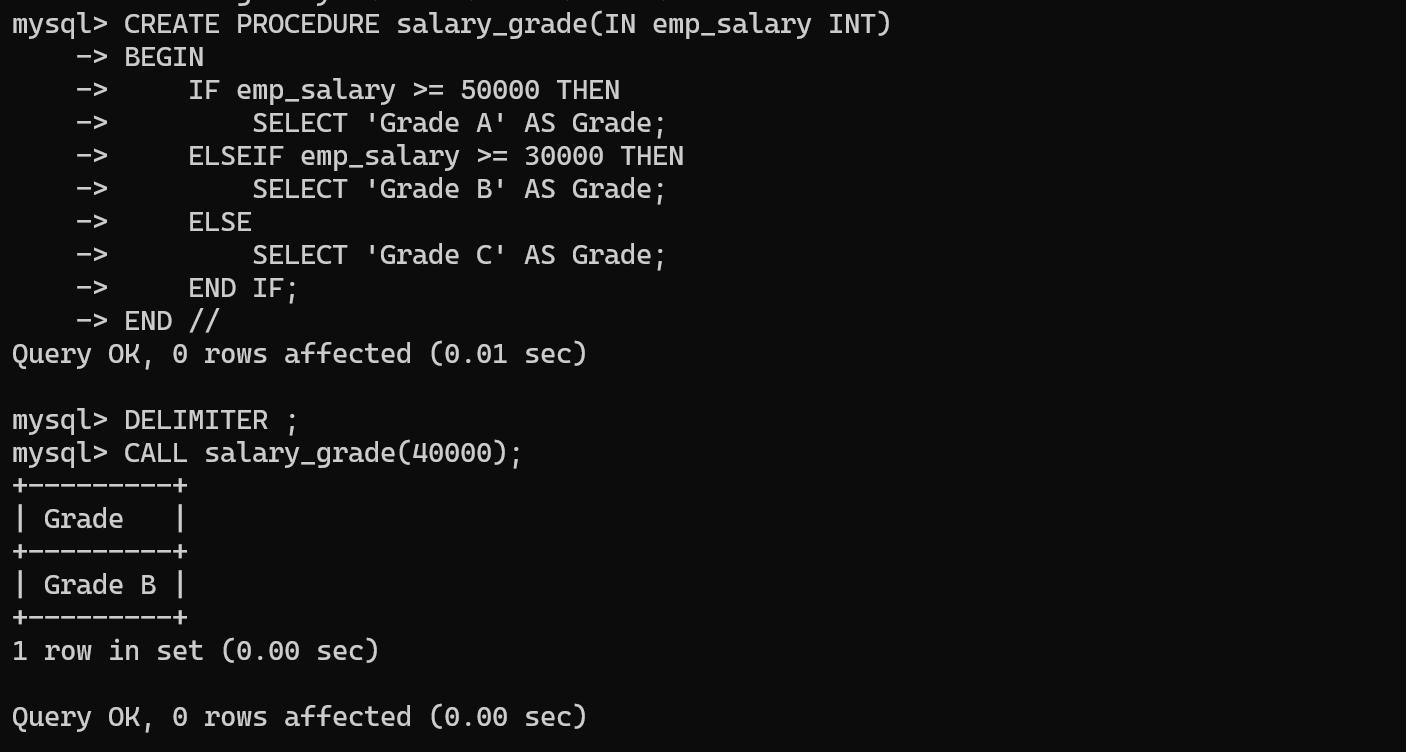 mysql> CREATE PROCEDURE salary_grade(IN emp_salary INT)
    -> BEGIN
    ->     IF emp_salary >= 50000 THEN
    ->         SELECT 'Grade A' AS Grade;
    ->     ELSEIF emp_salary >= 30000 THEN
    ->         SELECT 'Grade B' AS Grade;
    ->     ELSE
    ->         SELECT 'Grade C' AS Grade;
    ->     END IF;
    -> END //
Query OK, 0 rows affected (0.01 sec)

mysql> DELIMITER ;
mysql> CALL salary_grade(40000);
+---------+
| Grade   |
+---------+
| Grade B |
+---------+
1 row in set (0.00 sec)

Query OK, 0 rows affected (0.00 sec)